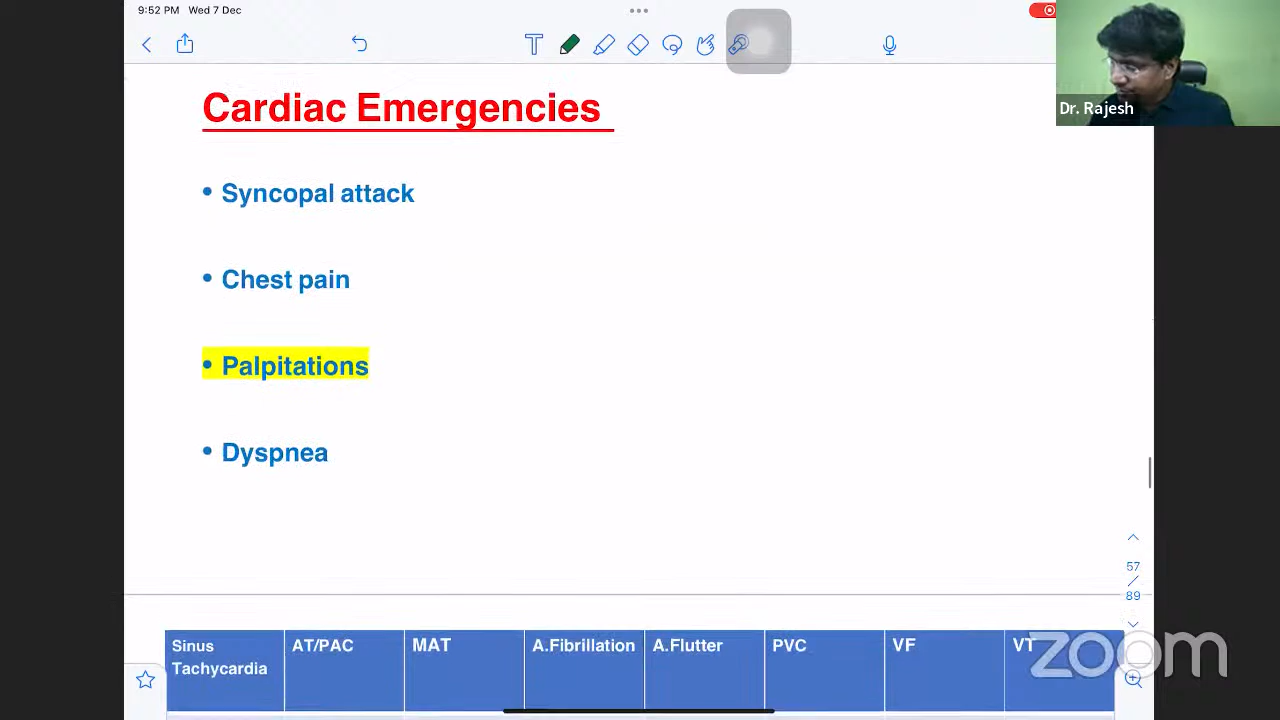 9:52 PM Wed 7 Dec
T
Dr. Rajesh
Cardiac Emergencies
• Syncopal attack
• Chest pain
• Palpitations
• Dyspnea
57
/
89
Sinus Tachycardia AT/PAC MAT A.Fibrillation A.Flutter PVC VF VT
zoom